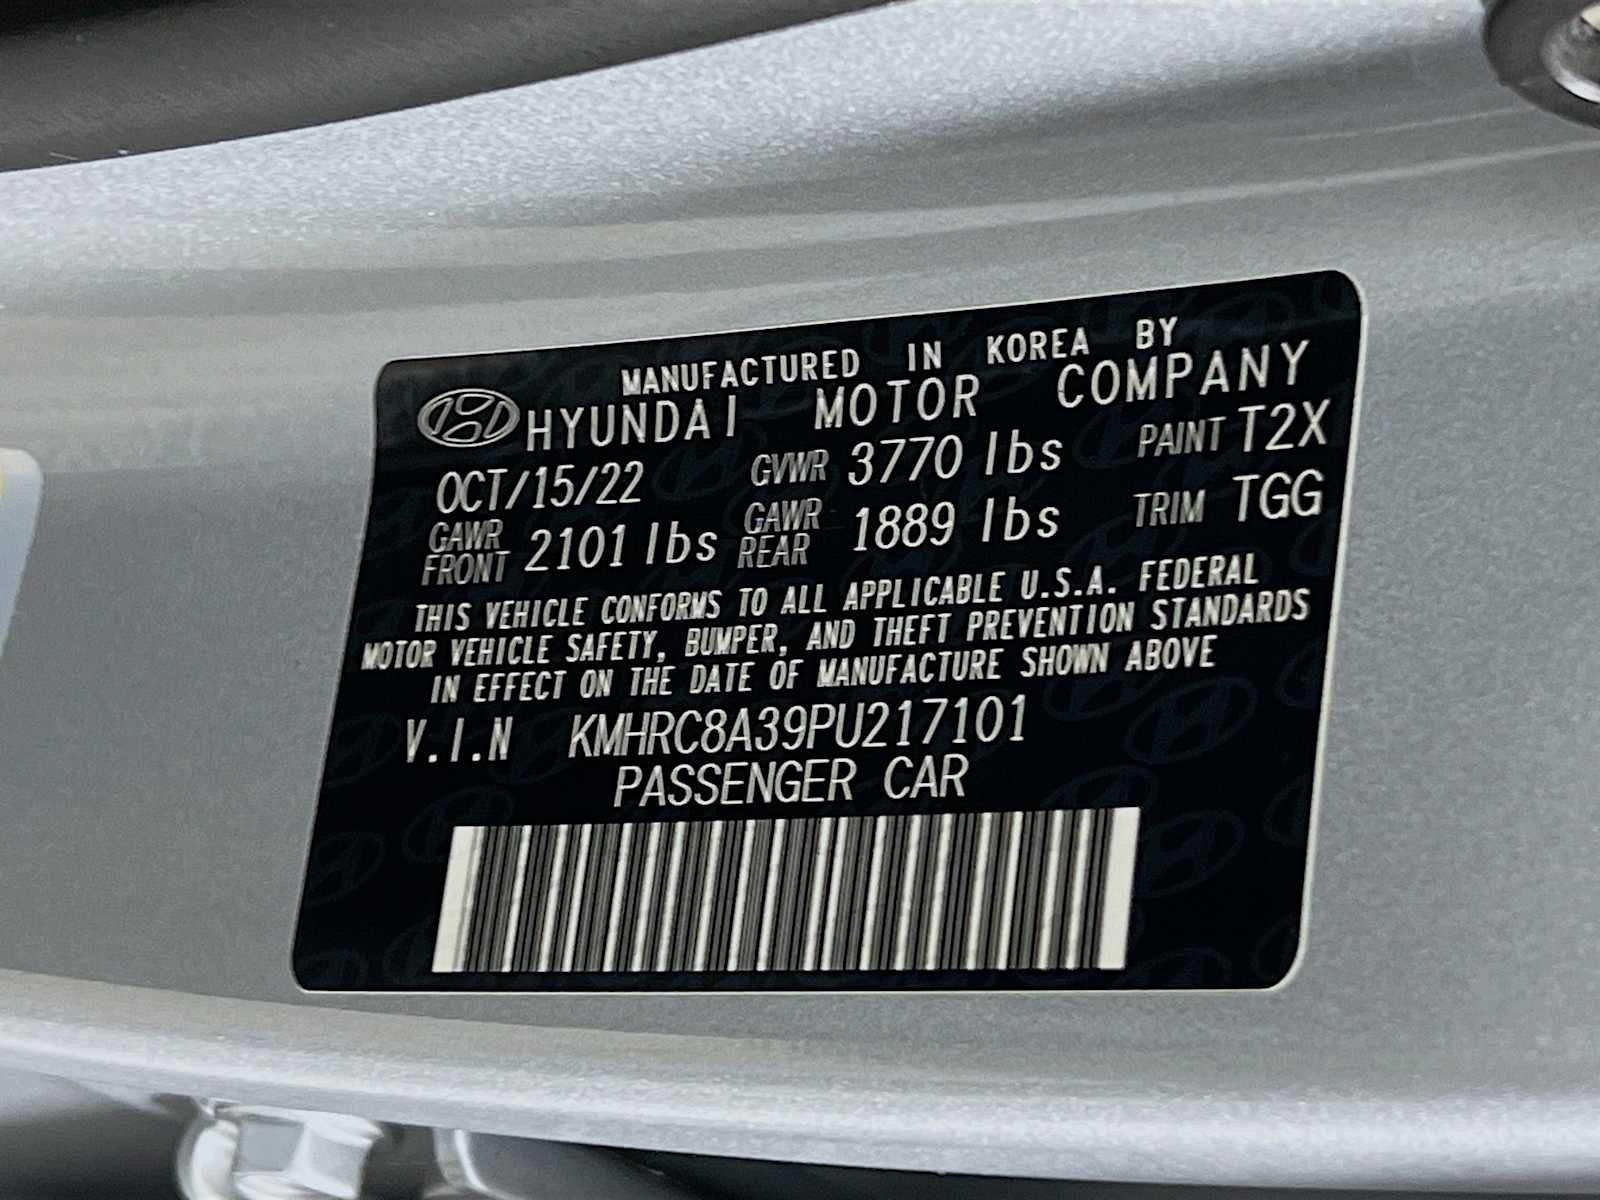 MANUFACTURED IN KOREA BY
HYUNDAI MOTOR COMPANY
OCT/15/22 GVWR 3770 lbs PAINT T2X
GAWR FRONT 2101 lbs GAWR REAR 1889 lbs TRIM TGG
THIS VEHICLE CONFORMS TO ALL APPLICABLE U.S.A. FEDERAL
MOTOR VEHICLE SAFETY, BUMPER, AND THEFT PREVENTION STANDARDS
IN EFFECT ON THE DATE OF MANUFACTURE SHOWN ABOVE
V.I.N KMHRC8A39PU217101
PASSENGER CAR